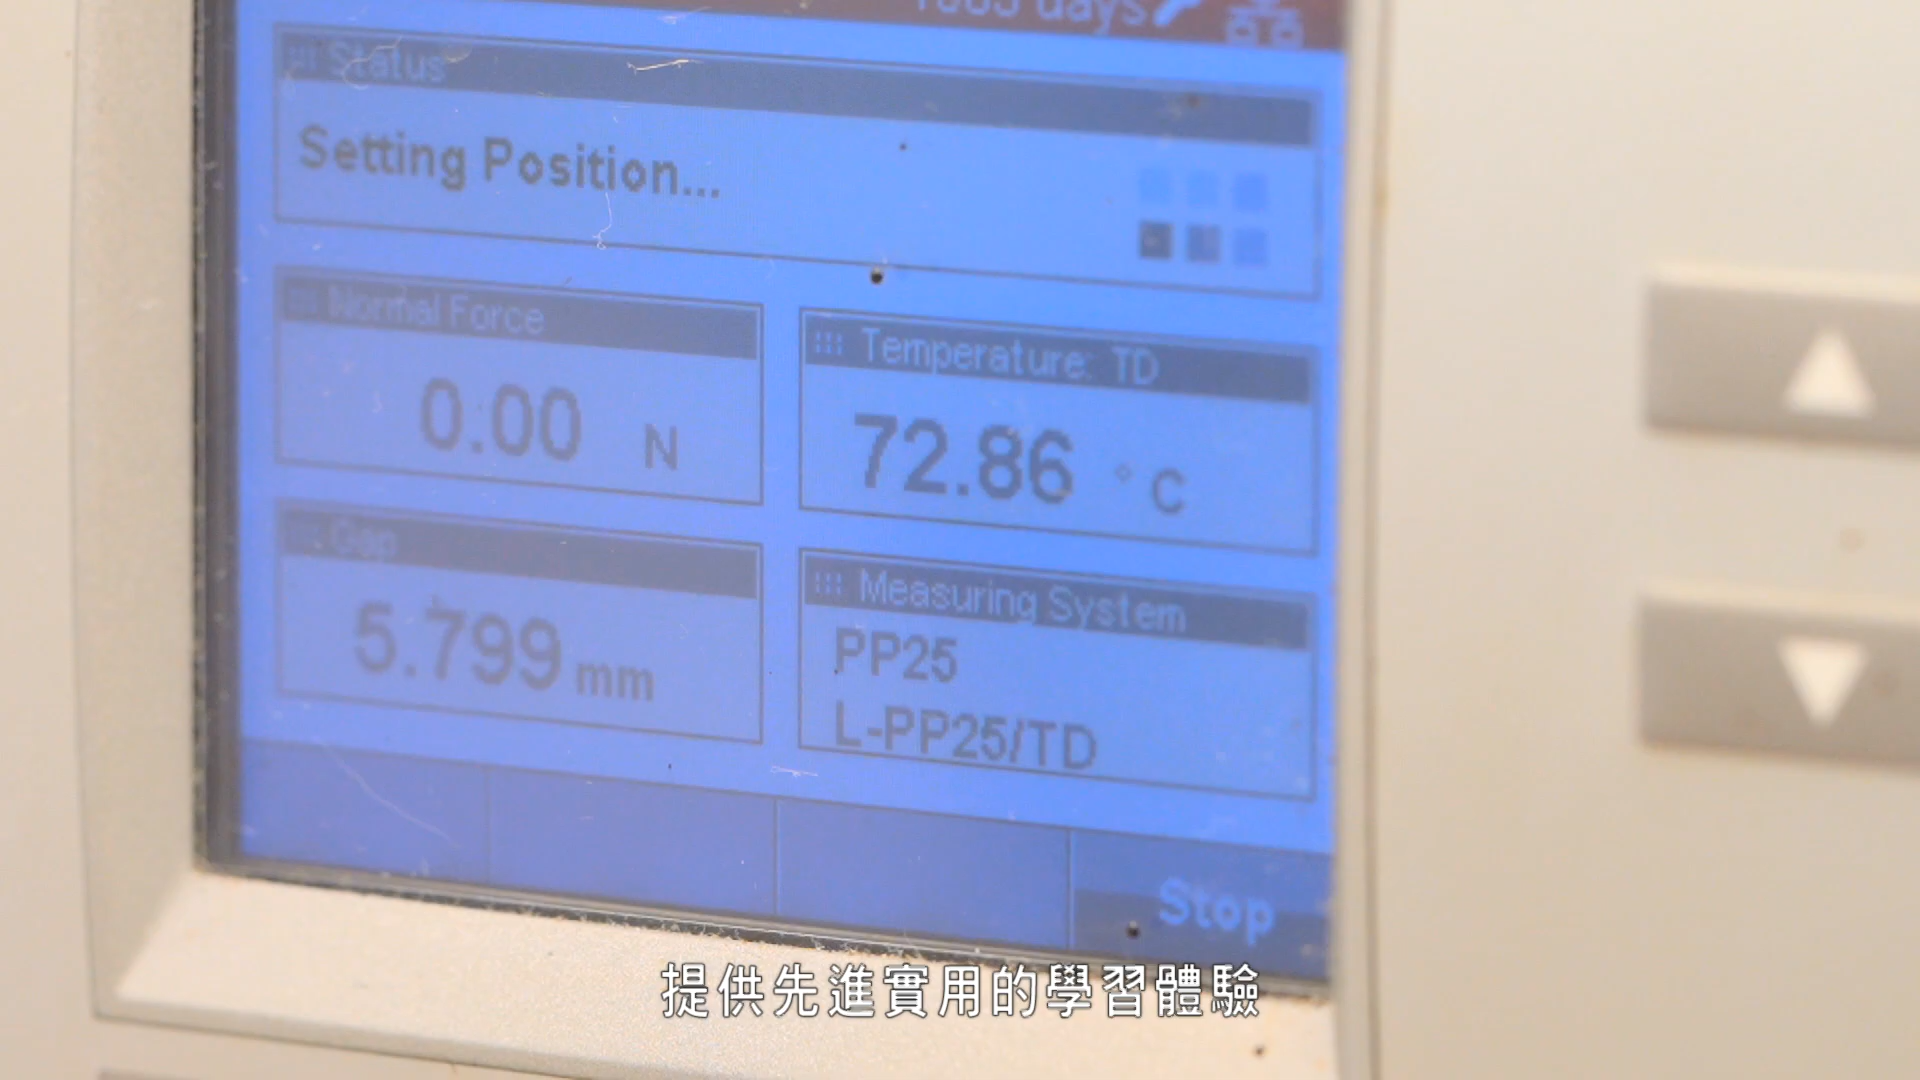 days
Status
Setting Position...
Normal Force
0.00 N
Temperature: TD
72.86 °C
Gap
5.799 mm
Measuring System
PP25
L-PP25/TD
Stop
提供先進實用的學習體驗